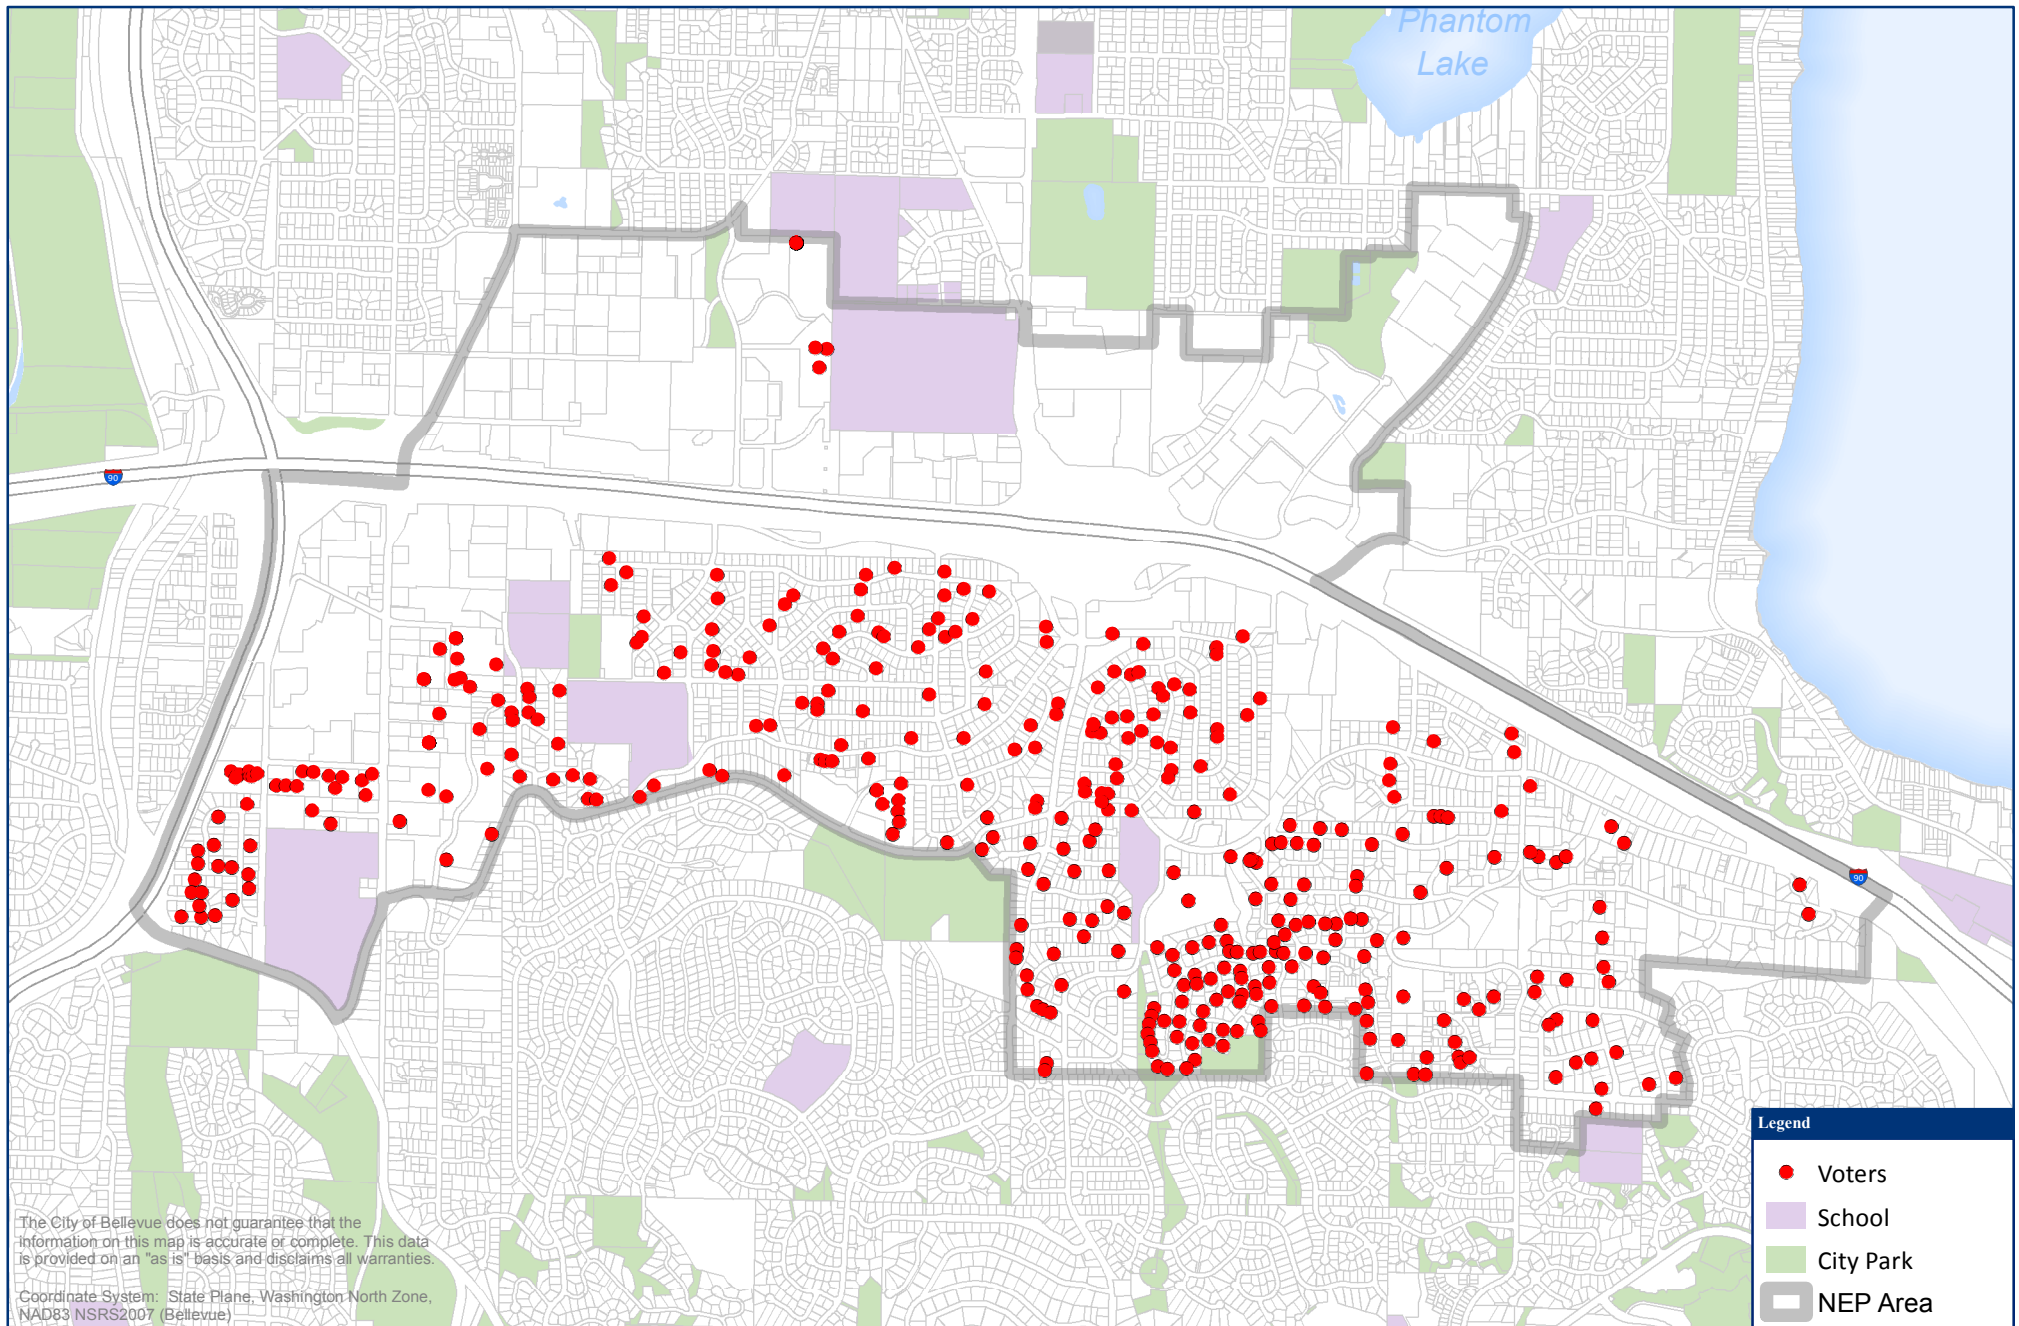 Phantom
Lake
90
90
Legend
Voters
School
City Park
NEP Area
The City of Bellevue does not guarantee that the
information on this map is accurate or complete. This data
is provided on an "as is" basis and disclaims all warranties.
Coordinate System: State Plane, Washington North Zone,
NAD83 NSRS2007 (Bellevue)